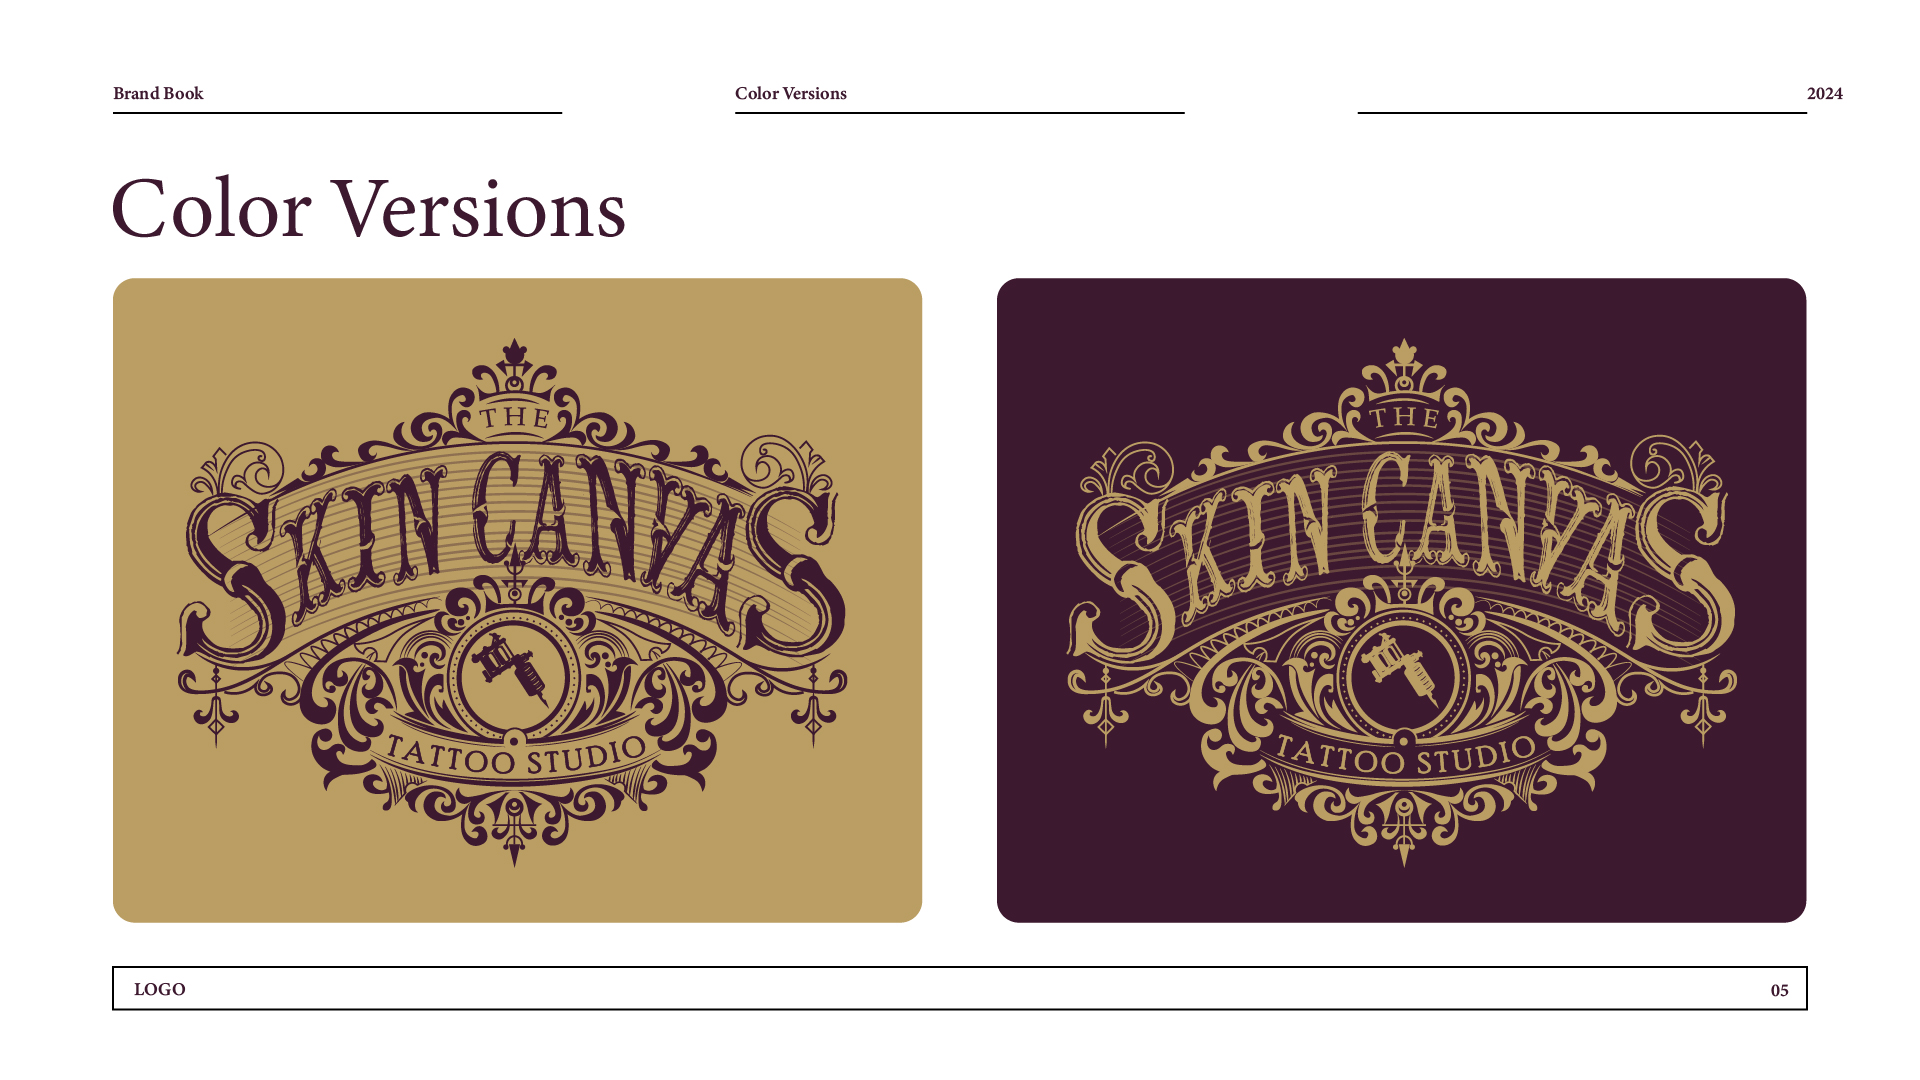 Brand Book
Color Versions
2024
Color Versions
THE
SKIN CANVAS
TATTOO STUDIO
THE
SKIN CANVAS
TATTOO STUDIO
LOGO
05